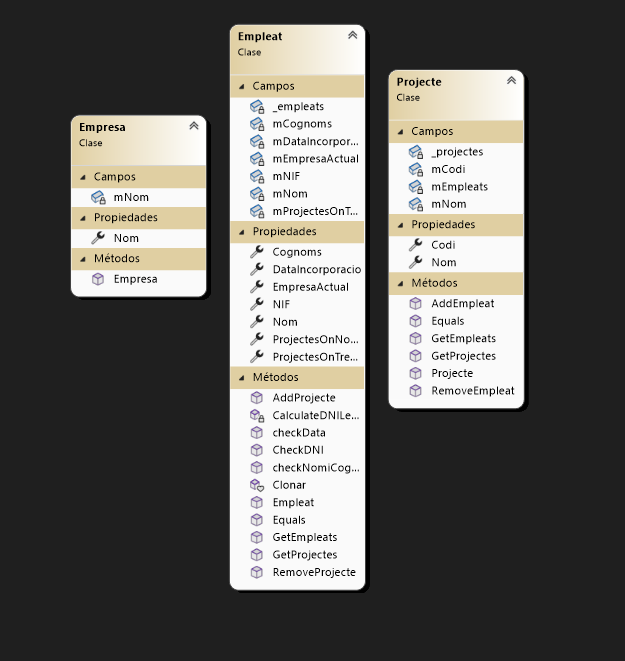 Empresa
Clase
Campos
mNom
Propiedades
Nom
Métodos
Empresa
Empleat
Clase
Campos
_empleats
mCognoms
mDataIncorpor...
mEmpresaActual
mNIF
mNom
mProjectesOnT...
Propiedades
Cognoms
DataIncorporacio
EmpresaActual
NIF
Nom
ProjectesOnNo...
ProjectesOnTre...
Métodos
AddProjecte
CalculateDNILe...
checkData
CheckDNI
checkNomiCog...
Clonar
Empleat
Equals
GetEmpleats
GetProjectes
RemoveProjecte
Projecte
Clase
Campos
_projectes
mCodi
mEmpleats
mNom
Propiedades
Codi
Nom
Métodos
AddEmpleat
Equals
GetEmpleats
GetProjectes
Projecte
RemoveEmpleat